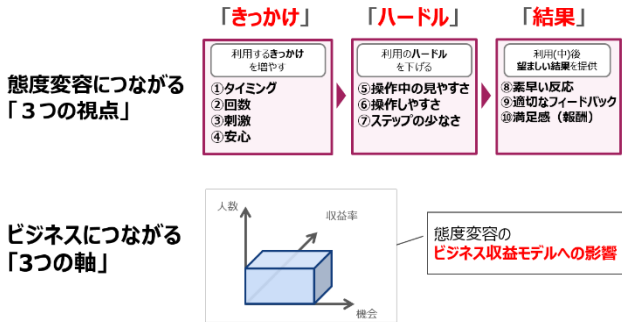 「きっかけ」
「ハードル」
「結果」
態度変容につながる
「３つの視点」
利用するきっかけ
を増やす
①タイミング
②回数
③刺激
④安心
利用のハードル
を下げる
⑤操作中の見やすさ
⑥操作しやすさ
⑦ステップの少なさ
利用(中)後
望ましい結果を提供
⑧素早い反応
⑨適切なフィードバック
⑩満足感（報酬）
ビジネスにつながる
「3つの軸」
人数
収益率
機会
態度変容の
ビジネス収益モデルへの影響